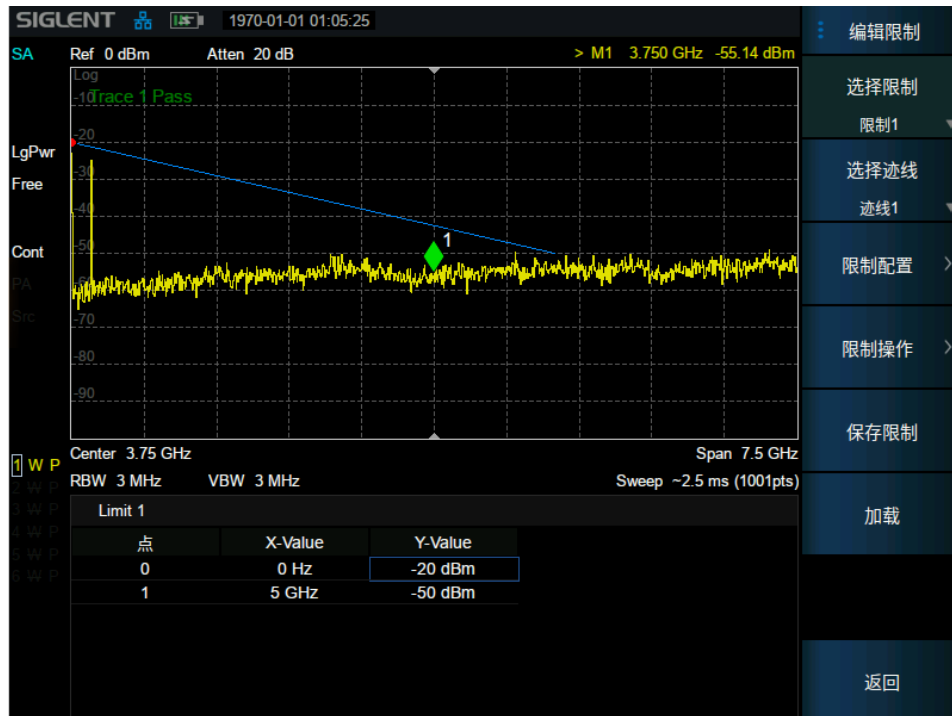 SIGLENT 1970-01-01 01:05:25
编辑限制
SA Ref 0 dBm Atten 20 dB > M1 3.750 GHz -55.14 dBm
Log
-10
Trace 1 Pass
-20
-30
-40
-50
-70
-80
-90
1
LgPwr
Free
Cont
PA
Src
Center 3.75 GHz Span 7.5 GHz
RBW 3 MHz VBW 3 MHz Sweep ~2.5 ms (1001pts)
1 W P
2 W P
3 W P
4 W P
5 W P
6 W P
Limit 1
点 X-Value Y-Value
0 0 Hz -20 dBm
1 5 GHz -50 dBm
选择限制
限制1
选择迹线
迹线1
限制配置
限制操作
保存限制
加载
返回